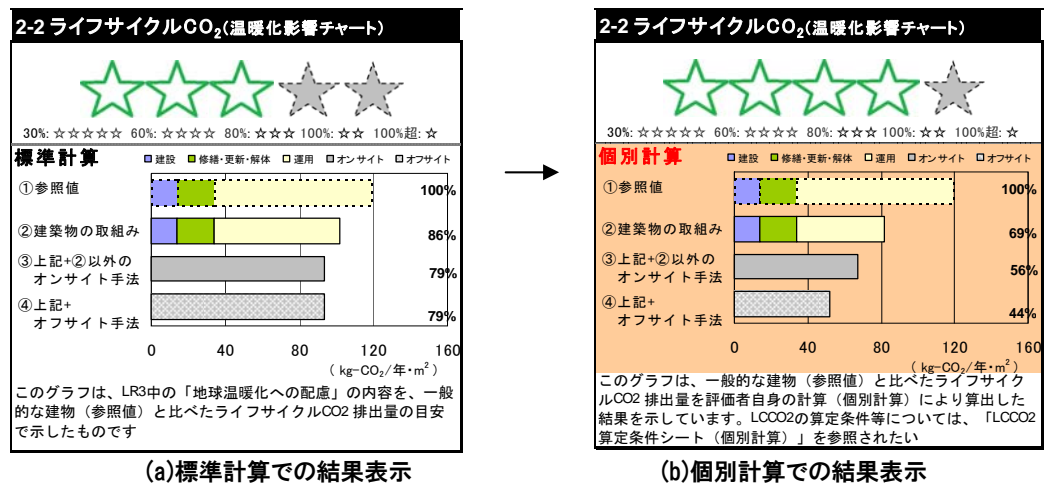 2-2 ライフサイクルCO₂(温暖化影響チャート)
30%: ☆☆☆☆☆ 60%: ☆☆☆☆ 80%: ☆☆☆ 100%: ☆☆ 100%超: ☆
標準計算
建設 修繕・更新・解体 運用 オンサイト オフサイト
①参照値 100%
②建築物の取組み 86%
③上記+②以外の
オンサイト手法 79%
④上記+
オフサイト手法 79%
0 40 80 120 160
( kg-CO₂/年・m² )
このグラフは、LR3中の「地球温暖化への配慮」の内容を、一般
的な建物（参照値）と比べたライフサイクルCO2 排出量の目安
で示したものです
(a)標準計算での結果表示
2-2 ライフサイクルCO₂(温暖化影響チャート)
30%: ☆☆☆☆☆ 60%: ☆☆☆☆ 80%: ☆☆☆ 100%: ☆☆ 100%超: ☆
個別計算
建設 修繕・更新・解体 運用 オンサイト オフサイト
①参照値 100%
②建築物の取組み 69%
③上記+②以外の
オンサイト手法 56%
④上記+
オフサイト手法 44%
0 40 80 120 160
( kg-CO₂/年・m² )
このグラフは、一般的な建物（参照値）と比べたライフサイク
ルCO2 排出量を評価者自身の計算（個別計算）により算出した
結果を示しています。LCCO2の算定条件等については、「LCCO2
算定条件シート（個別計算）」を参照されたい
(b)個別計算での結果表示